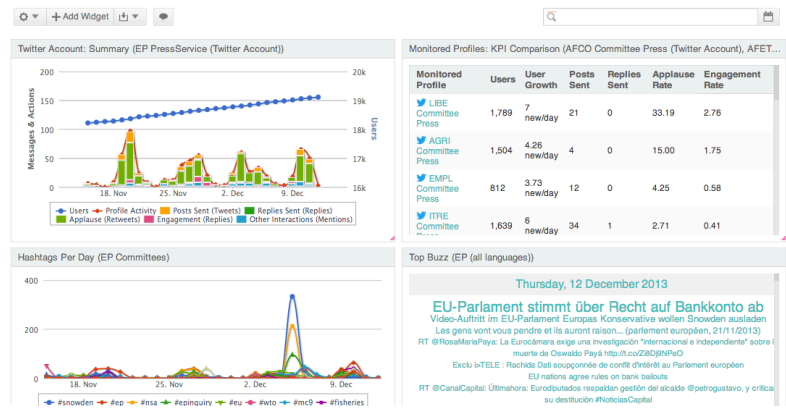 Add Widget
Twitter Account: Summary (EP PressService (Twitter Account))
200
150
100
50
0
Messages & Actions
20k
19k
18k
17k
16k
Users
18. Nov
25. Nov
2. Dec
9. Dec
Users Profile Activity Posts Sent (Tweets) Replies Sent (Replies)
Applause (Retweets) Engagement (Replies) Other Interactions (Mentions)
Monitored Profiles: KPI Comparison (AFCO Committee Press (Twitter Account), AFET...
Monitored Profile Users User Growth Posts Sent Replies Sent Applause Rate Engagement Rate
LIBE Committee Press 1,789 7 new/day 21 0 33.19 2.76
AGRI Committee Press 1,504 4.26 new/day 4 0 15.00 1.75
EMPL Committee Press 812 3.73 new/day 12 0 4.25 0.58
ITRE Committee 1,639 6 new/day 34 1 2.71 0.41
Hashtags Per Day (EP Committees)
400
200
0
18. Nov
25. Nov
2. Dec
9. Dec
#snowden #ep #nsa #epinquiry #eu #wto #mc9 #fisheries
Top Buzz (EP (all languages))
Thursday, 12 December 2013
EU-Parlament stimmt über Recht auf Bankkonto ab
Video-Auftritt im EU-Parlament Europas Konservative wollen Snowden ausladen
Les gens vont vous pendre et ils auront raison... (parlement européen, 21/11/2013)
RT @RosaMariaPaya: La Eurocámara exige una investigación "internacional e independiente" sobre l
muerte de Oswaldo Payá http://t.co/Zi8Dj9NPeO
Exclu i>TELE : Rachida Dati soupçonnée de conflit d'intérêt au Parlement européen
EU nations agree rules on bank bailouts
RT @CanalCapital: Últimahora: Eurodiputados respaldan gestión del alcalde @petrogustavo, y critica
su destitución #NoticiasCapital